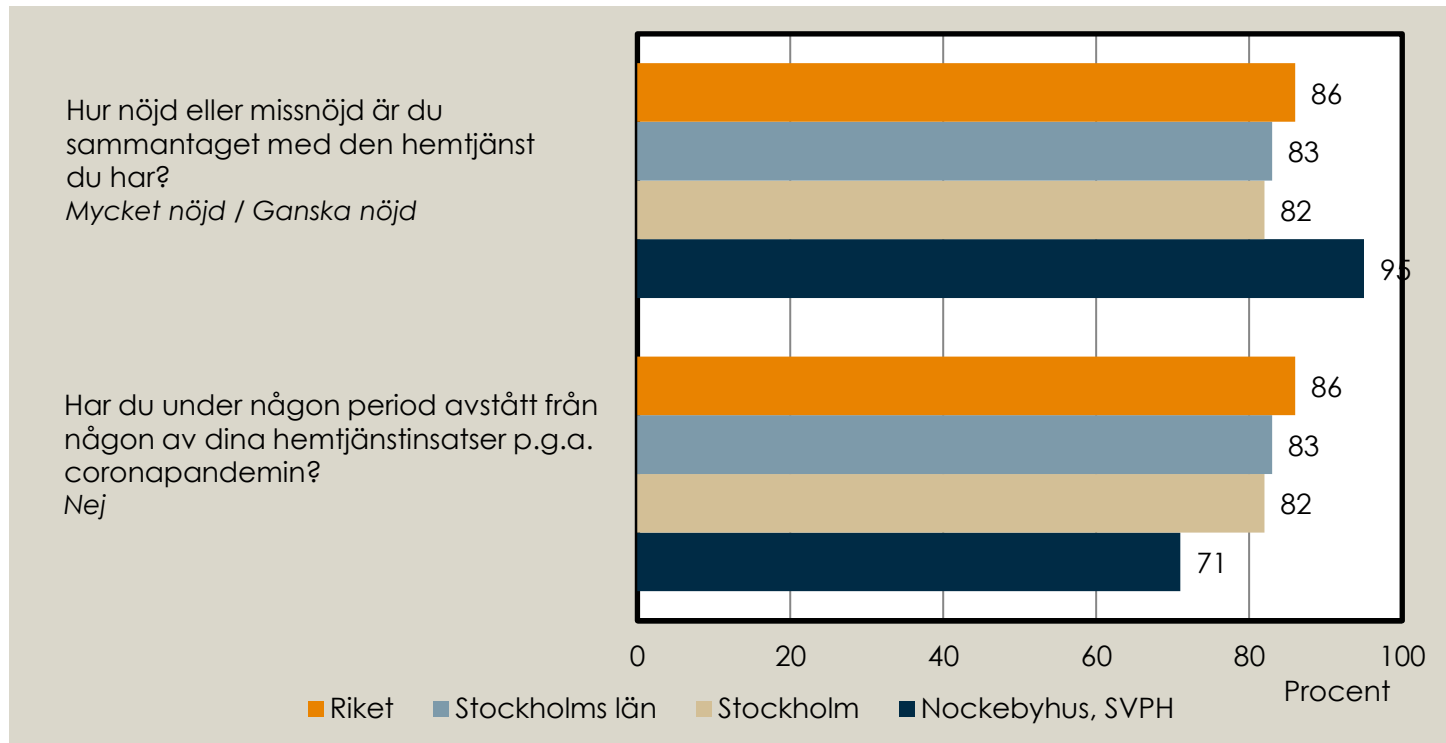 Hur nöjd eller missnöjd är du
sammantaget med den hemtjänst
du har?
Mycket nöjd / Ganska nöjd
86
83
82
95
Har du under någon period avstått från
någon av dina hemtjänstinsatser p.g.a.
coronapandemin?
Nej
86
83
82
71
0 20 40 60 80 100
Procent
Riket Stockholms län Stockholm Nockebyhus, SVPH